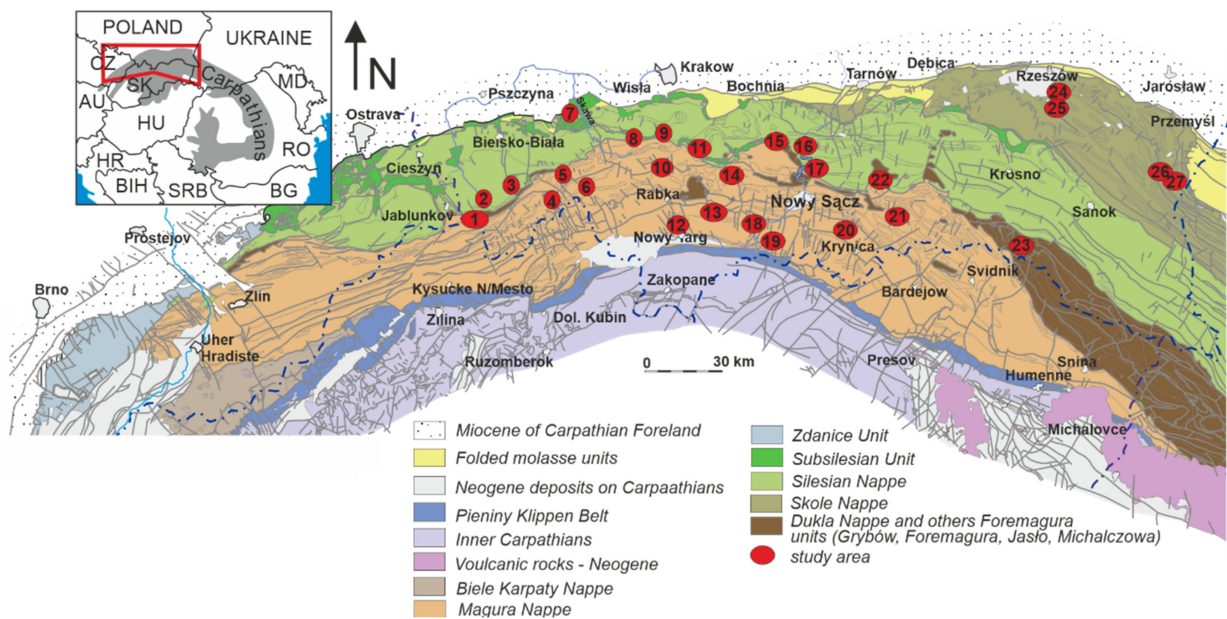 POLAND
UKRAINE
CZ
SK
Carpathians
MD
AU
HU
RO
HR
BIH
SRB
BG
N
Ostrava
Pszczyna
Wisła
Krakow
Bochnia
Tarnów
Dębica
Rzeszów
Jarosław
Przemyśl
Skawa
Bielsko-Biała
Cieszyn
Jablunkov
Rabka
Nowy Sącz
Krosno
Sanok
Nowy Targ
Krynica
Svidnik
Prostejov
Brno
Zlin
Kysucke N/Mesto
Zakopane
Bardejow
Uher
Hradiste
Zilina
Dol. Kubin
Ruzomberok
Presov
Snina
Humenne
Michalovce
1
2
3
4
5
6
7
8
9
10
11
12
13
14
15
16
17
18
19
20
21
22
23
24
25
26
27
0 30 km
Miocene of Carpathian Foreland
Folded molasse units
Neogene deposits on Carpaathians
Pieniny Klippen Belt
Inner Carpathians
Voulcanic rocks - Neogene
Biele Karpaty Nappe
Magura Nappe
Zdanice Unit
Subsilesian Unit
Silesian Nappe
Skole Nappe
Dukla Nappe and others Foremagura
units (Grybów, Foremagura, Jasło, Michalczowa)
study area